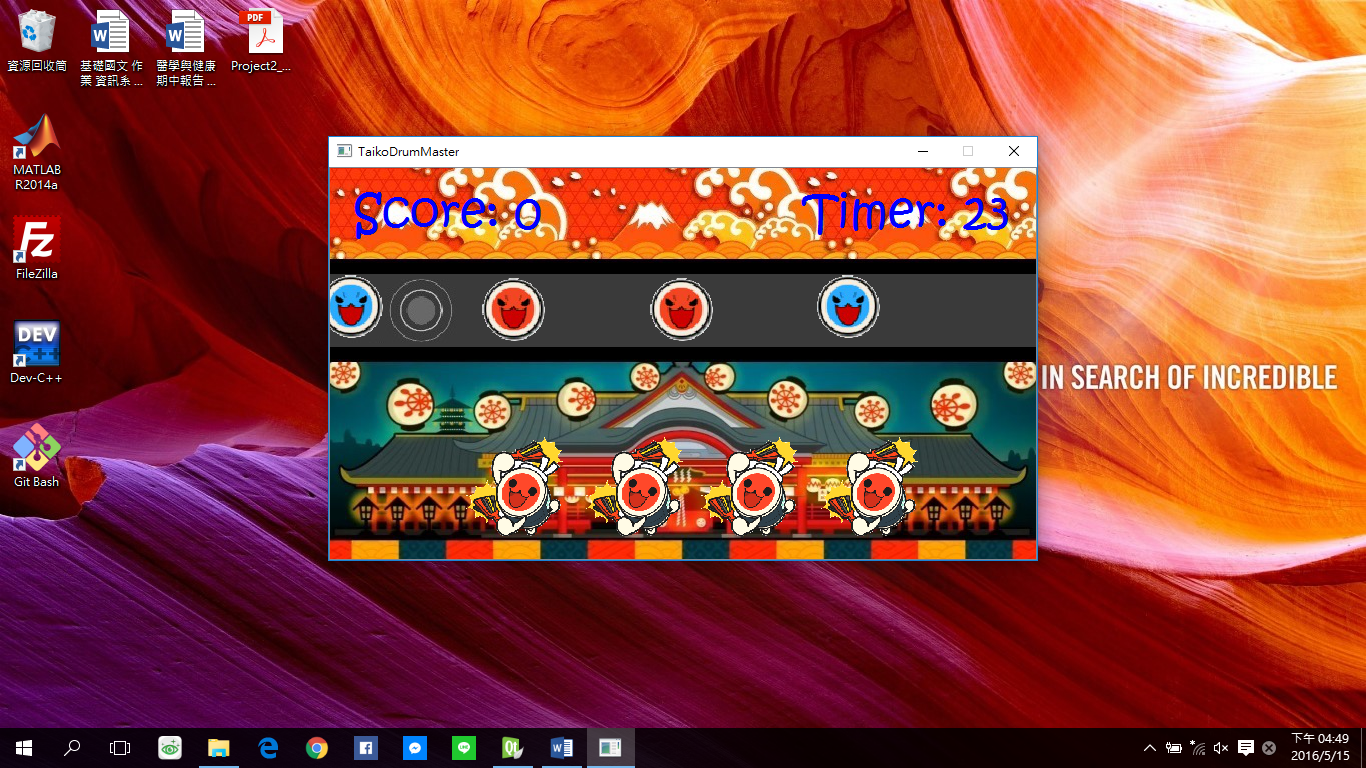 資源回收筒
基礎國文 作
業 資訊系 ...
醫學與健康
期中報告 ...
PDF
Project2_...
MATLAB
R2014a
FileZilla
DEV
C++
Dev-C++
Git Bash
TaikoDrumMaster
Score: 0
Timer: 23
IN SEARCH OF INCREDIBLE
下午 04:49
2016/5/15